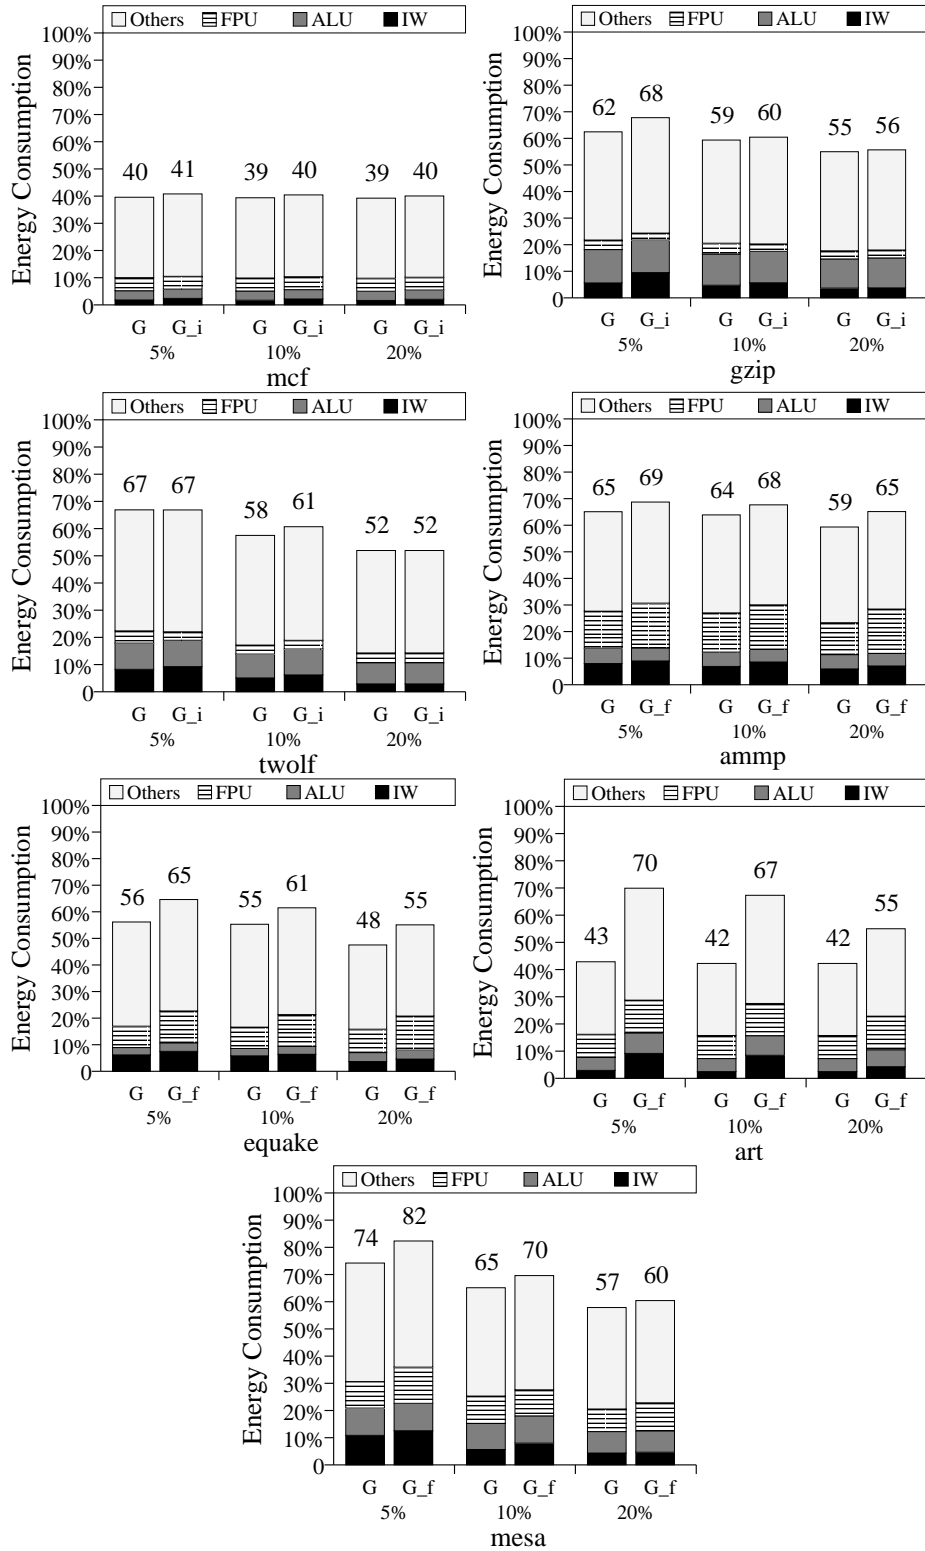 Others FPU ALU IW
Energy Consumption
100%
90%
80%
70%
60%
50%
40%
30%
20%
10%
0
40 41 39 40 39 40
G G_i G G_i G G_i
5% 10% 20%
mcf
Others FPU ALU IW
Energy Consumption
100%
90%
80%
70%
60%
50%
40%
30%
20%
10%
0
62 68 59 60 55 56
G G_i G G_i G G_i
5% 10% 20%
gzip
Others FPU ALU IW
Energy Consumption
100%
90%
80%
70%
60%
50%
40%
30%
20%
10%
0
67 67 58 61 52 52
G G_i G G_i G G_i
5% 10% 20%
twolf
Others FPU ALU IW
Energy Consumption
100%
90%
80%
70%
60%
50%
40%
30%
20%
10%
0
65 69 64 68 59 65
G G_f G G_f G G_f
5% 10% 20%
ammp
Others FPU ALU IW
Energy Consumption
100%
90%
80%
70%
60%
50%
40%
30%
20%
10%
0
56 65 55 61 48 55
G G_f G G_f G G_f
5% 10% 20%
equake
Others FPU ALU IW
Energy Consumption
100%
90%
80%
70%
60%
50%
40%
30%
20%
10%
0
43 70 42 67 42 55
G G_f G G_f G G_f
5% 10% 20%
art
Others FPU ALU IW
Energy Consumption
100%
90%
80%
70%
60%
50%
40%
30%
20%
10%
0
74 82 65 70 57 60
G G_f G G_f G G_f
5% 10% 20%
mesa